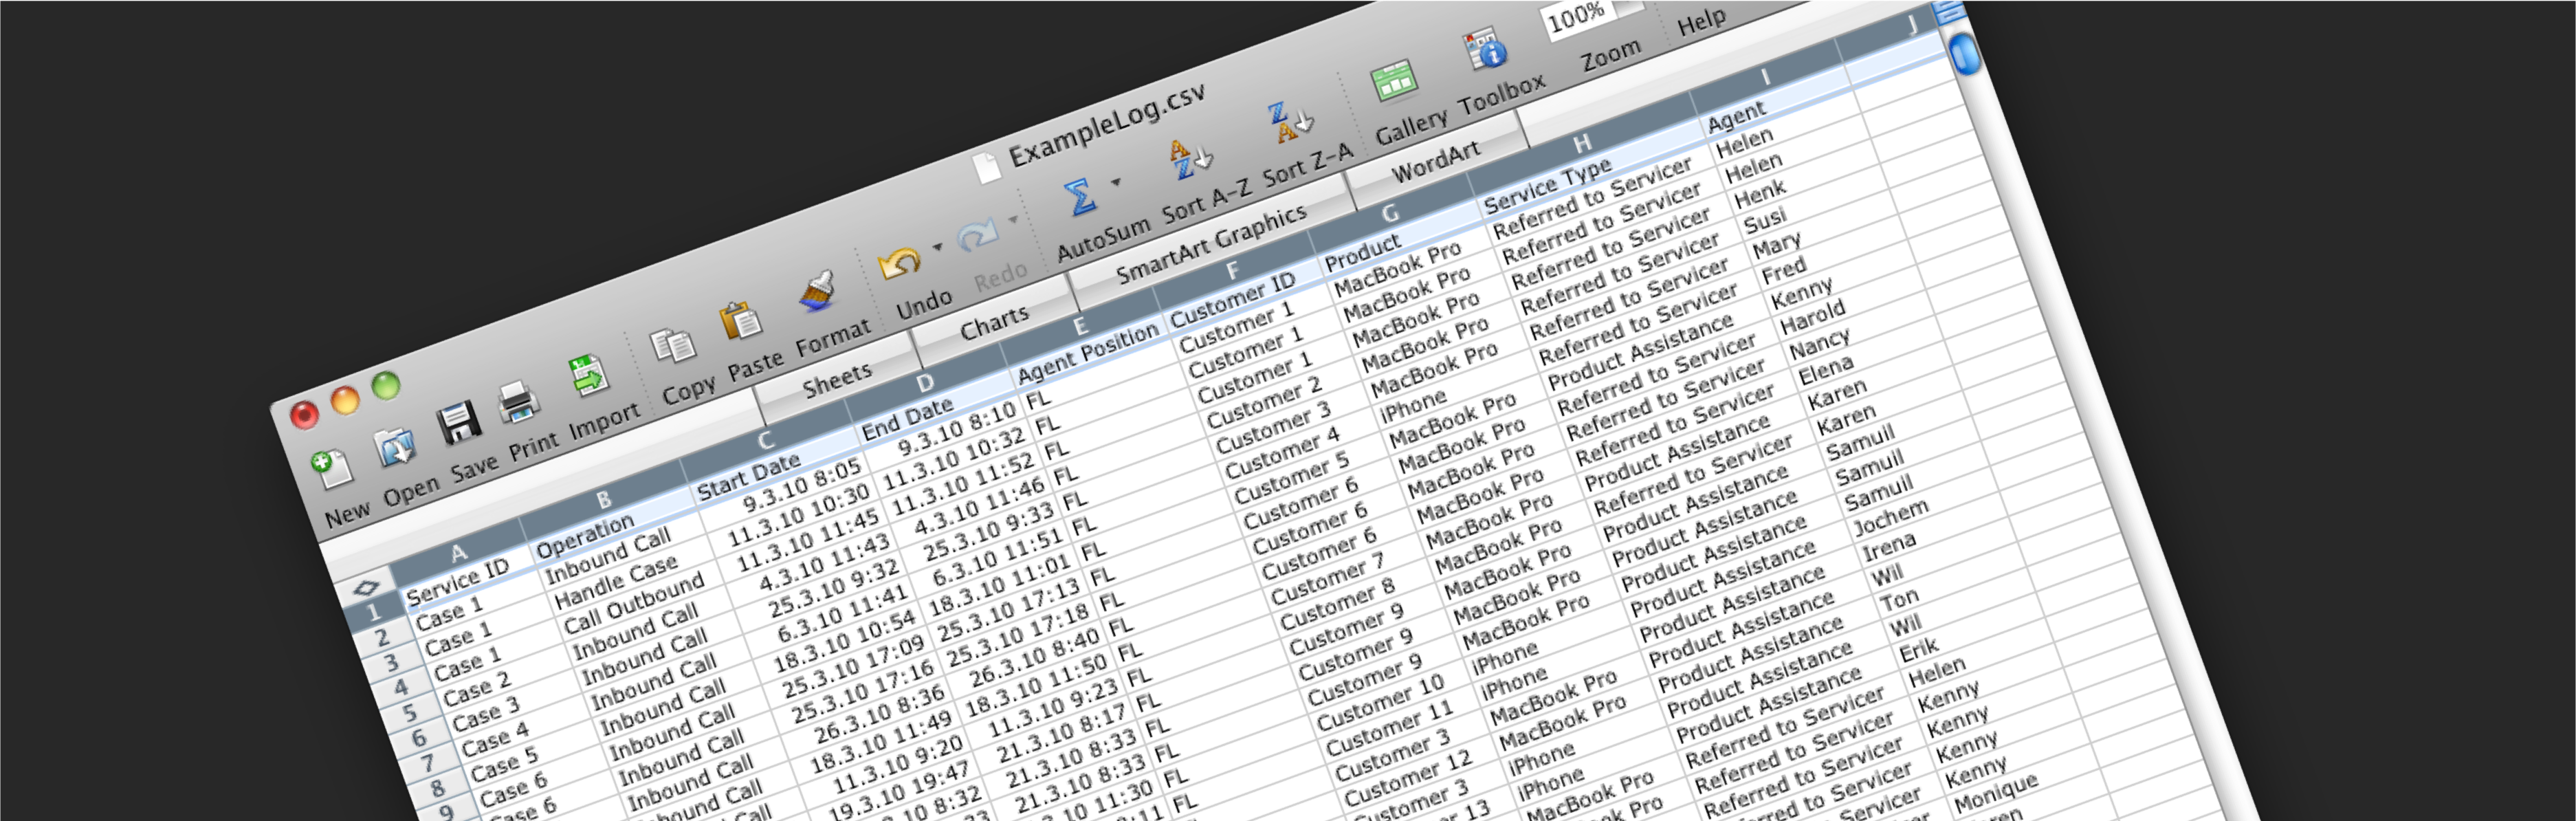 ExampleLog.csv
New Open Save Print Import Copy Paste Format Undo Redo AutoSum Sort A-Z Sort Z-A Gallery Toolbox Zoom Help
100%
Sheets Charts SmartArt Graphics WordArt
A B C D E F G H I J
1 Service ID Operation Start Date End Date Agent Position Customer ID Product Service Type Agent
2 Case 1 Inbound Call 9.3.10 8:05 9.3.10 8:10 FL Customer 1 MacBook Pro Referred to Servicer Helen
3 Case 1 Handle Case 11.3.10 10:30 11.3.10 10:32 FL Customer 1 MacBook Pro Referred to Servicer Helen
4 Case 1 Call Outbound 11.3.10 11:45 11.3.10 11:52 FL Customer 1 MacBook Pro Referred to Servicer Henk
5 Case 2 Inbound Call 4.3.10 11:43 4.3.10 11:46 FL Customer 2 MacBook Pro Referred to Servicer Susi
6 Case 3 Inbound Call 25.3.10 9:32 25.3.10 9:33 FL Customer 3 MacBook Pro Referred to Servicer Mary
7 Case 4 Inbound Call 6.3.10 11:41 6.3.10 11:51 FL Customer 4 iPhone Referred to Servicer Fred
8 Case 5 Inbound Call 18.3.10 10:54 18.3.10 11:01 FL Customer 5 MacBook Pro Product Assistance Kenny
9 Case 6 Inbound Call 25.3.10 17:09 25.3.10 17:13 FL Customer 6 MacBook Pro Referred to Servicer Harold
Case 6 Inbound Call 25.3.10 17:16 25.3.10 17:18 FL Customer 6 MacBook Pro Referred to Servicer Nancy
Inbound Call 26.3.10 8:36 26.3.10 8:40 FL Customer 6 MacBook Pro Referred to Servicer Elena
18.3.10 11:49 18.3.10 11:50 FL Customer 7 MacBook Pro Product Assistance Karen
Call 11.3.10 9:20 11.3.10 9:23 FL Customer 8 MacBook Pro Referred to Servicer Karen
19.3.10 19:47 21.3.10 8:17 FL Customer 9 MacBook Pro Product Assistance Samuil
8:32 21.3.10 8:33 FL Customer 9 MacBook Pro Product Assistance Samuil
21.3.10 8:33 FL Customer 9 MacBook Pro Product Assistance Samuil
11:30 FL Customer 10 iPhone Product Assistance Jochem
FL Customer 11 iPhone Product Assistance Irena
Customer 3 MacBook Pro Product Assistance Wil
Customer 12 MacBook Pro Product Assistance Ton
Customer 3 iPhone Product Assistance Wil
13 iPhone Product Assistance Erik
MacBook Pro Referred to Servicer Helen
Pro Referred to Servicer Kenny
Referred to Servicer Kenny
to Servicer Kenny
Servicer Kenny
Monique